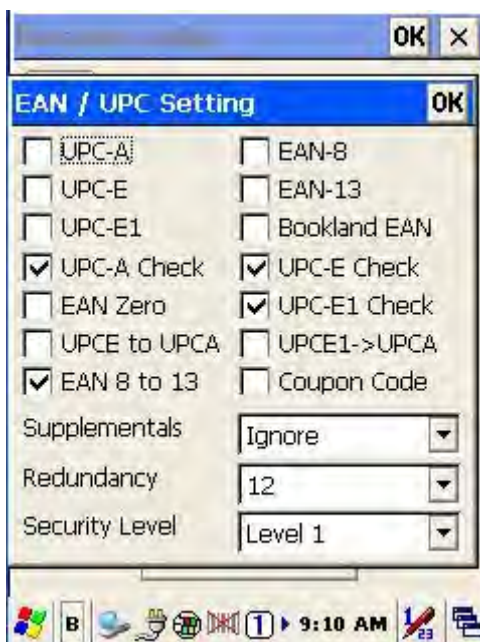 OK ×
EAN / UPC Setting OK
UPC-A EAN-8
UPC-E EAN-13
UPC-E1 Bookland EAN
UPC-A Check UPC-E Check
EAN Zero UPC-E1 Check
UPCE to UPCA UPCE1->UPCA
EAN 8 to 13 Coupon Code
Supplementals Ignore
Redundancy 12
Security Level Level 1
B 1 9:10 AM 1/23